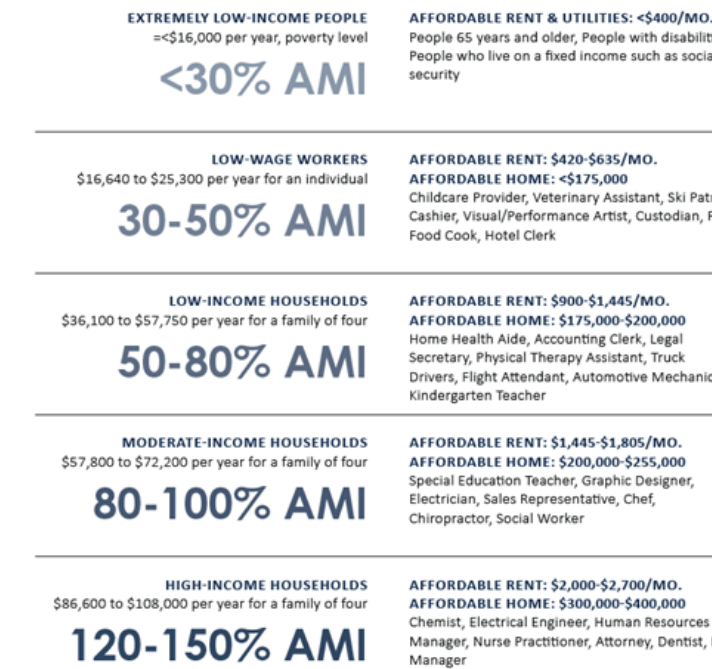 EXTREMELY LOW-INCOME PEOPLE
=<$16,000 per year, poverty level
<30% AMI
AFFORDABLE RENT & UTILITIES: <$400/MO.
People 65 years and older, People with
People who live on a fixed income such as
security
LOW-WAGE WORKERS
$16,640 to $25,300 per year for an individual
30-50% AMI
AFFORDABLE RENT: $420-$635/MO.
AFFORDABLE HOME: <$175,000
Childcare Provider, Veterinary Assistant, Ski
Cashier, Visual/Performance Artist, Custodian,
Food Cook, Hotel Clerk
LOW-INCOME HOUSEHOLDS
$36,100 to $57,750 per year for a family of four
50-80% AMI
AFFORDABLE RENT: $900-$1,445/MO.
AFFORDABLE HOME: $175,000-$200,000
Home Health Aide, Accounting Clerk, Legal
Secretary, Physical Therapy Assistant, Truck
Drivers, Flight Attendant, Automotive Mechanic
Kindergarten Teacher
MODERATE-INCOME HOUSEHOLDS
$57,800 to $72,200 per year for a family of four
80-100% AMI
AFFORDABLE RENT: $1,445-$1,805/MO.
AFFORDABLE HOME: $200,000-$255,000
Special Education Teacher, Graphic Designer,
Electrician, Sales Representative, Chef,
Chiropractor, Social Worker
HIGH-INCOME HOUSEHOLDS
$86,600 to $108,000 per year for a family of four
120-150% AMI
AFFORDABLE RENT: $2,000-$2,700/MO.
AFFORDABLE HOME: $300,000-$400,000
Chemist, Electrical Engineer, Human Resources
Manager, Nurse Practitioner, Attorney, Dentist,
Manager